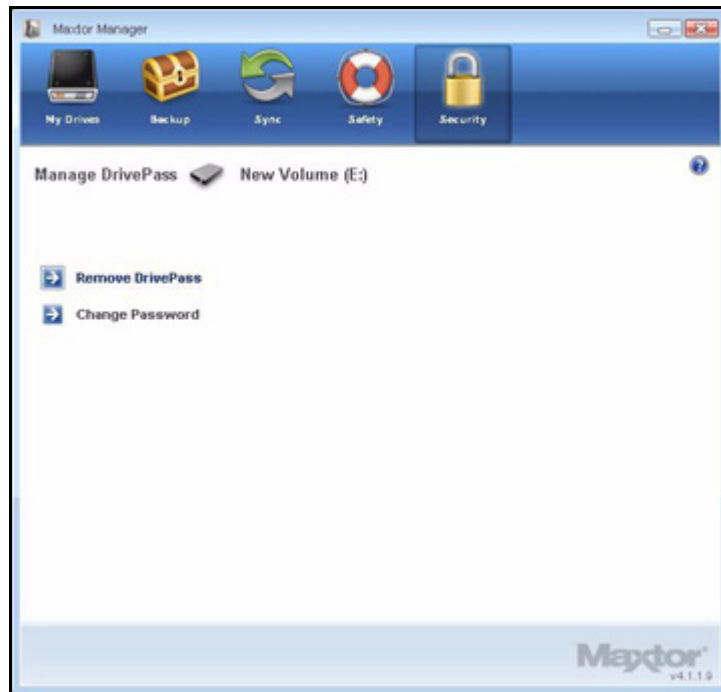 Maxtor Manager
My Drives Backup Sync Safety Security
Manage DrivePass New Volume (E:)
Remove DrivePass
Change Password
Maxtor
v4.1.1.9